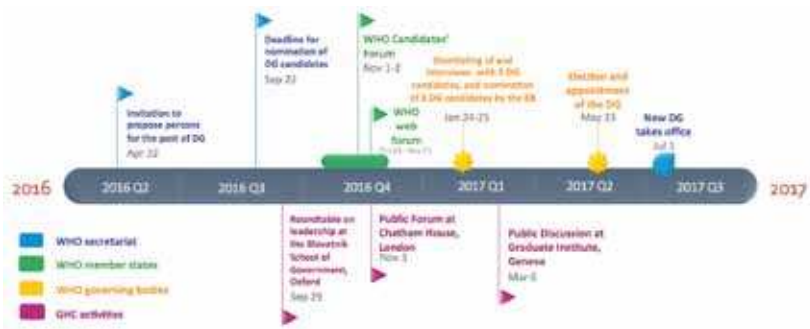 Deadline for
nomination of
DG candidates
Sep 22
WHO Candidates'
Forum
Nov 1-2
Shortlisting of and
interviews with 5 DG
candidates, and nomination
of 3 DG candidates by the EB
Jan 24-25
Election and
appointment
of the DG
May 23
Invitation to
propose persons
for the post of DG
Apr 22
WHO
web
forum
New DG
takes office
Jul 1
2016
2016 Q2
2016 Q3
2016 Q4
2017 Q1
2017 Q2
2017 Q3
2017
Roundtable on
leadership at
the Blavatnik
School of
Government,
Oxford
Sep 29
Public Forum at
Chatham House,
London
Nov 3
Public Discussion at
Graduate Institute,
Geneva
Mar 6
WHO secretariat
WHO member states
WHO governing bodies
GHC activities